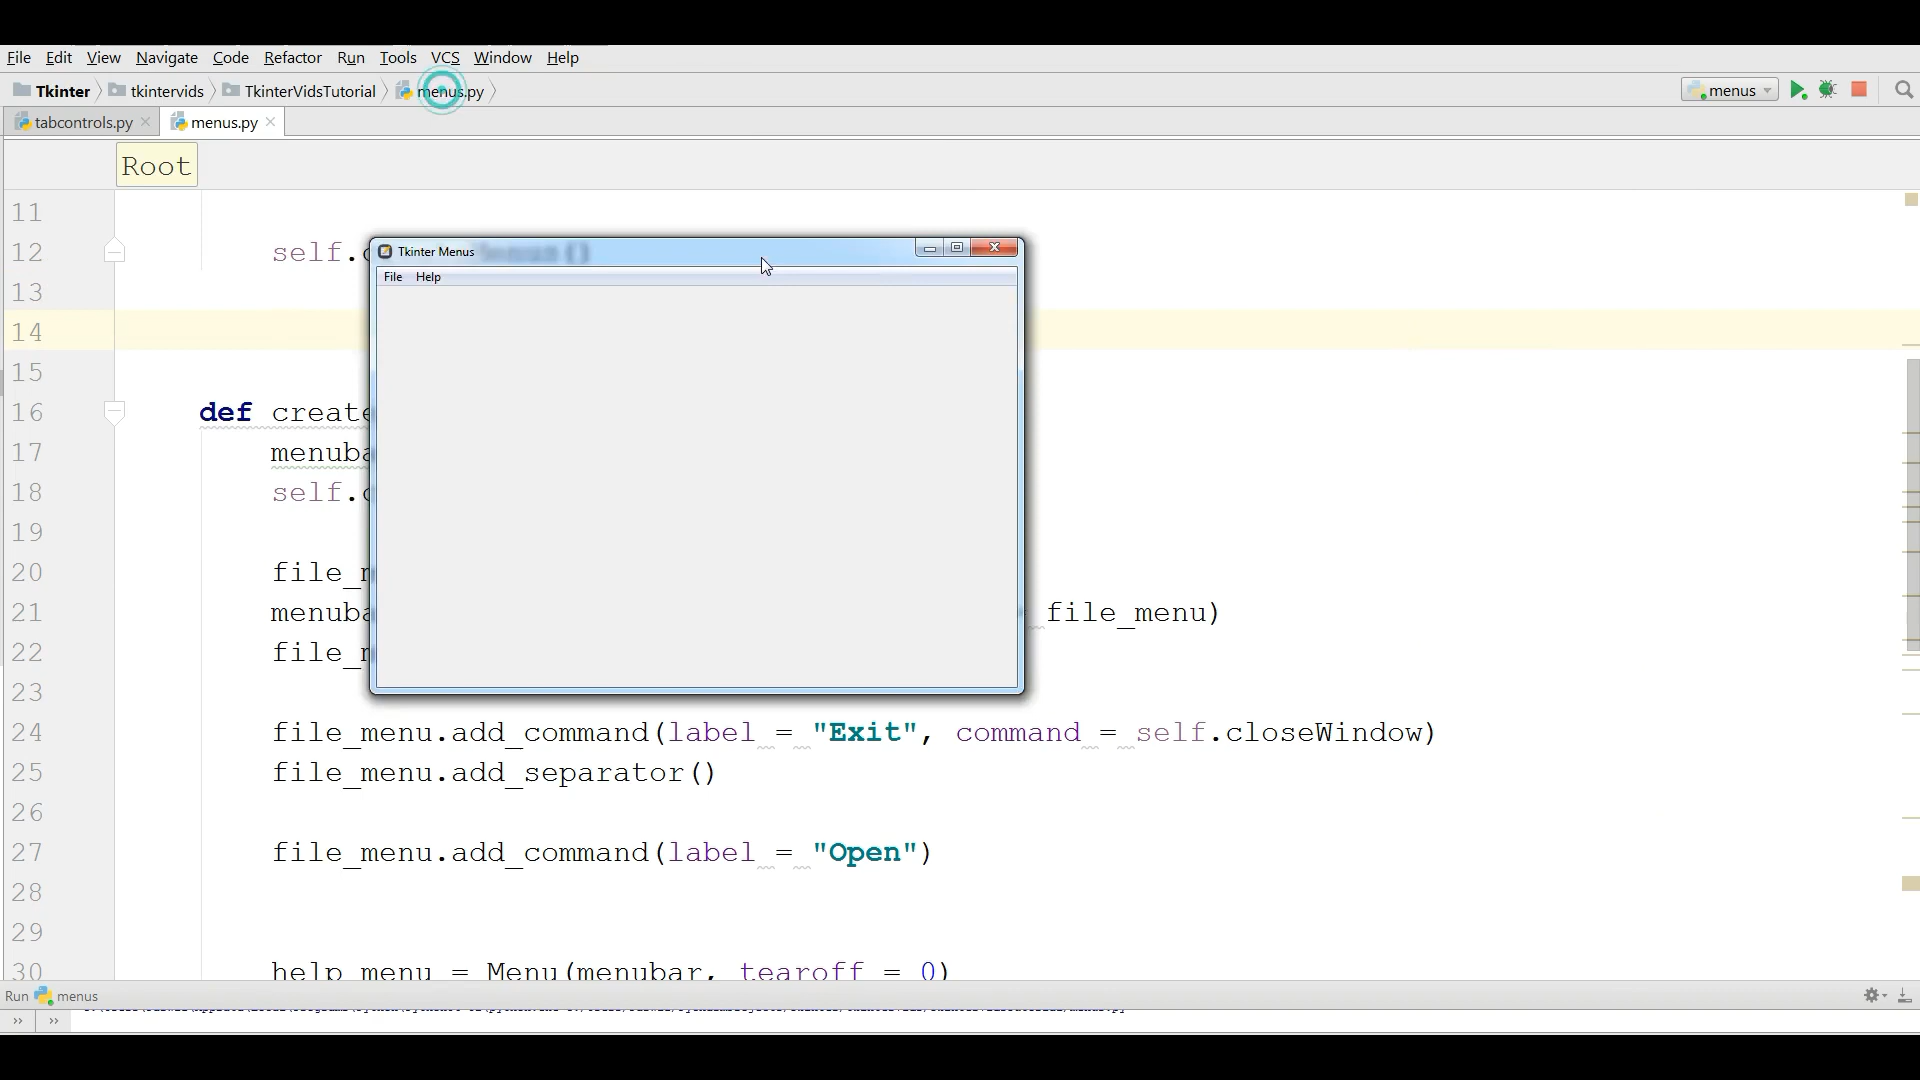 File Edit View Navigate Code Refactor Run Tools VCS Window Help
Tkinter tkintervids TkinterVidsTutorial menus.py menus
tabcontrols.py menus.py
Root
11
12 self.
Tkinter Menus
File Help
13
14
15
16 def create
17 menuba
18 self.
19
20 file_
21 menuba file_menu)
22 file_
23
24 file_menu.add_command(label = "Exit", command = self.closeWindow)
25 file_menu.add_separator()
26
27 file_menu.add_command(label = "Open")
28
29
30 help_menu = Menu(menubar, tearoff = 0)
Run menus